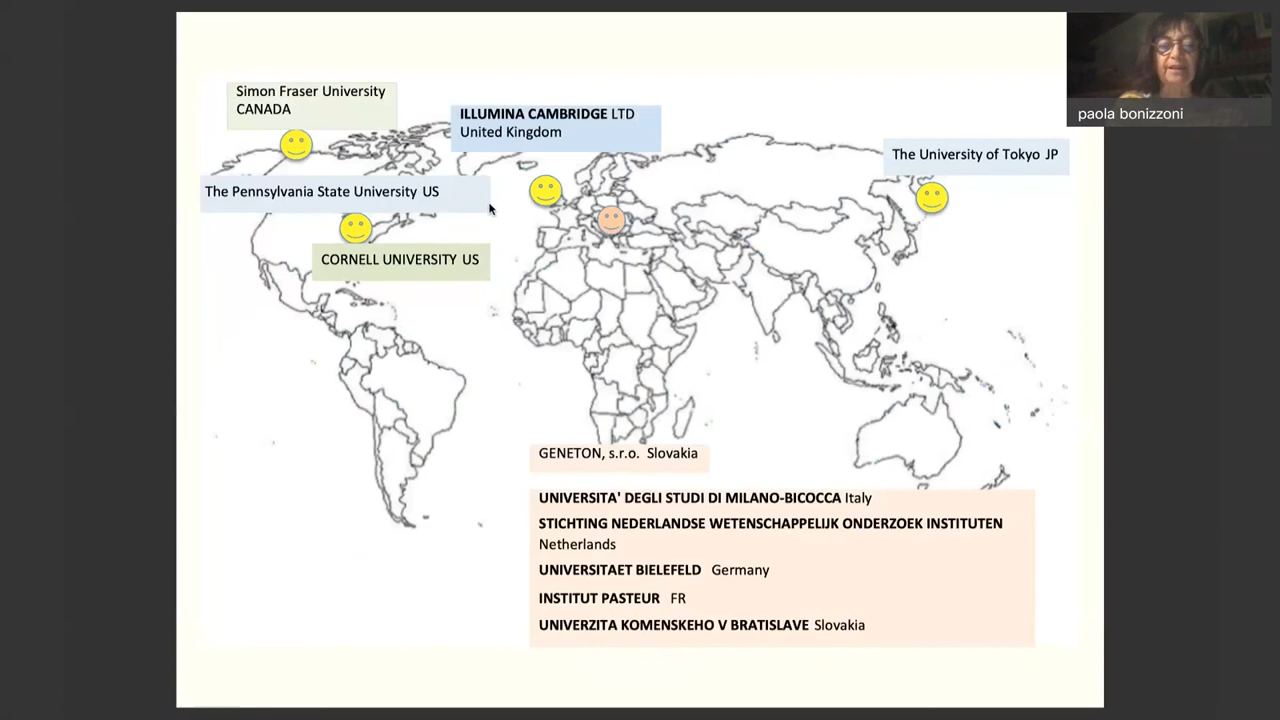 Simon Fraser University
CANADA
ILLUMINA CAMBRIDGE LTD
United Kingdom
paola bonizzoni
The University of Tokyo JP
The Pennsylvania State University US
CORNELL UNIVERSITY US
GENETON, s.r.o. Slovakia
UNIVERSITA' DEGLI STUDI DI MILANO-BICOCCA Italy
STICHTING NEDERLANDSE WETENSCHAPPELIJK ONDERZOEK INSTITUTEN
Netherlands
UNIVERSITAET BIELEFELD Germany
INSTITUT PASTEUR FR
UNIVERZITA KOMENSKEHO V BRATISLAVE Slovakia